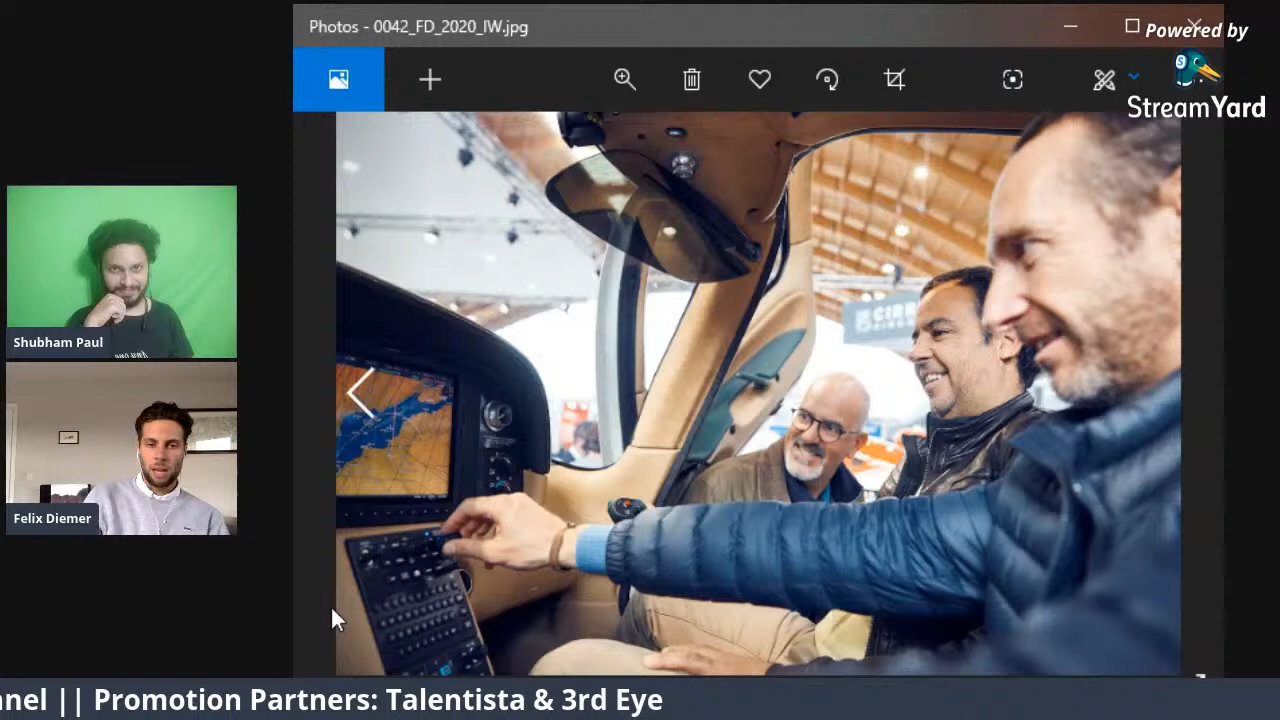 Photos - 0042_FD_2020_IW.jpg
Powered by
StreamYard
Shubham Paul
Felix Diemer
nel || Promotion Partners: Talentista & 3rd Eye